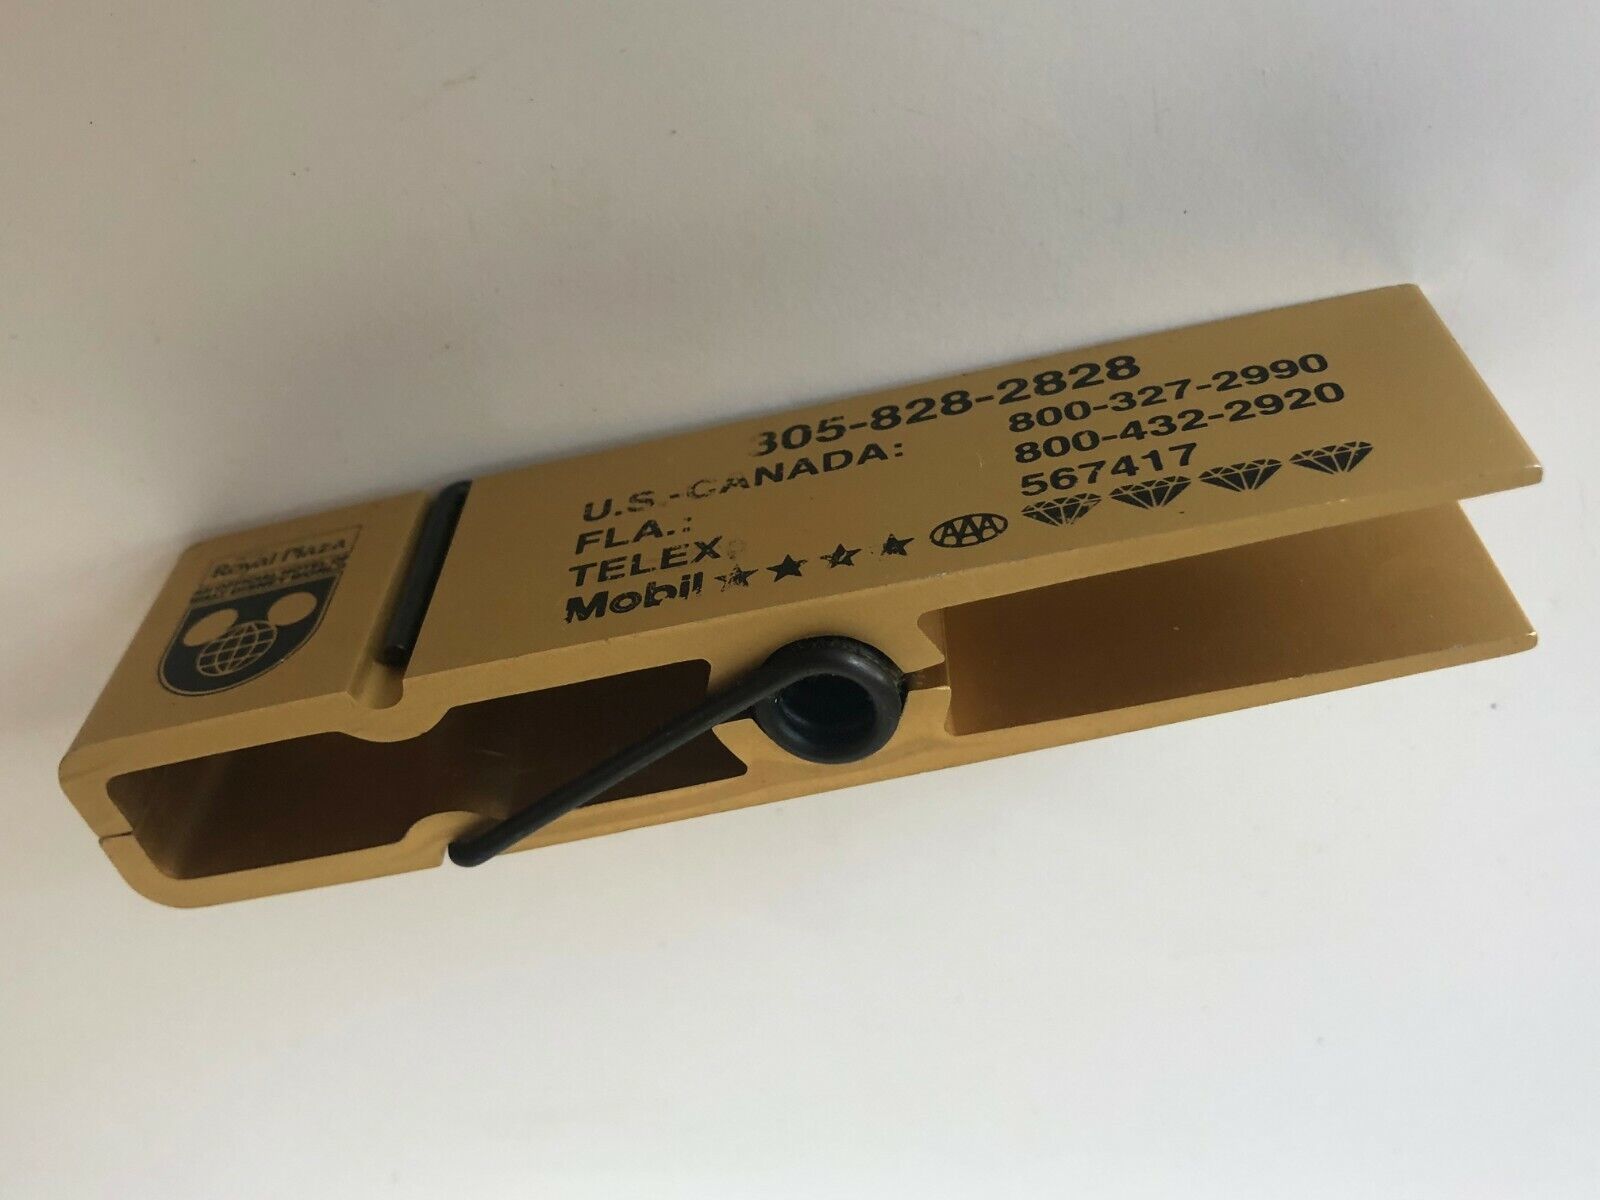 Royal Plaza
305-828-2828
U.S.-CANADA: 800-327-2990
FLA.: 800-432-2920
TELEX: 567417
Mobil AAA